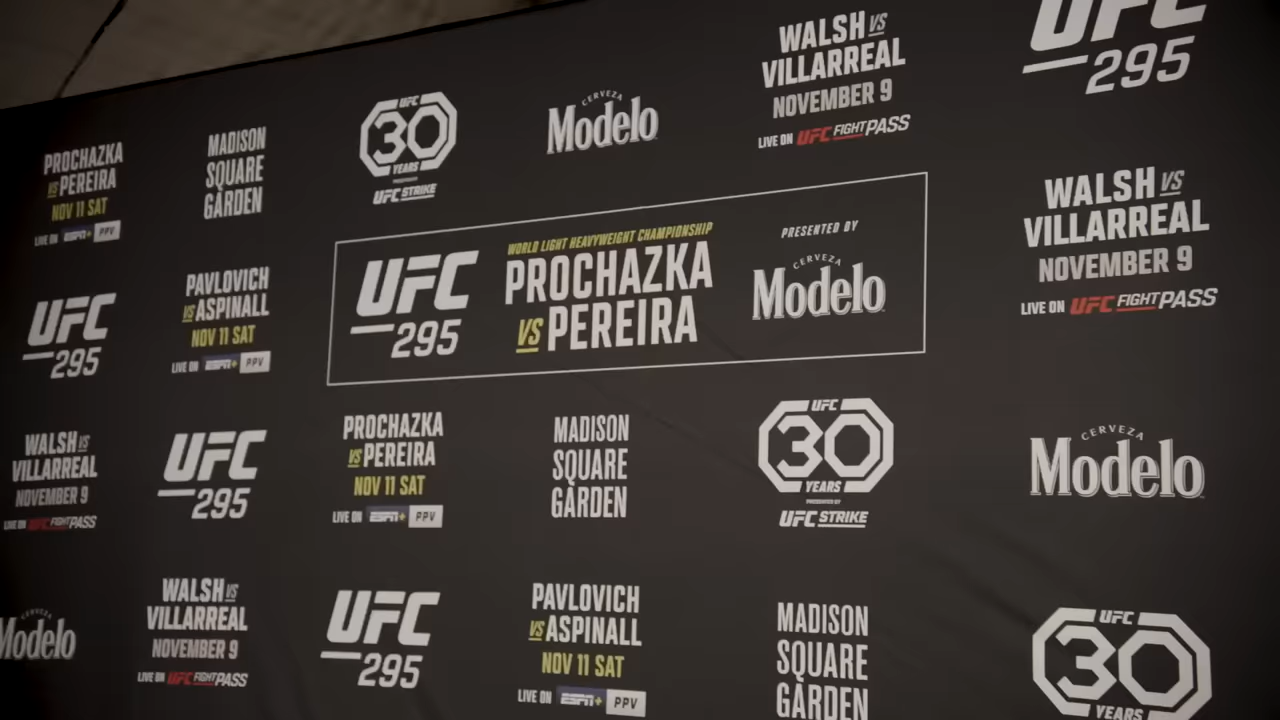 WALSH VS
VILLARREAL
NOVEMBER 9
LIVE ON UFC FIGHT PASS
UFC
295
PROCHAZKA
VS PEREIRA
NOV 11 SAT
LIVE ON ESPN+ PPV
MADISON
SQUARE
GARDEN
UFC
30
YEARS
UFC STRIKE
CERVEZA
Modelo
WALSH VS
VILLARREAL
NOVEMBER 9
LIVE ON UFC FIGHT PASS
UFC
295
PAVLOVICH
VS ASPINALL
NOV 11 SAT
LIVE ON ESPN+ PPV
UFC
295
WORLD LIGHT HEAVYWEIGHT CHAMPIONSHIP
PROCHAZKA
VS PEREIRA
PRESENTED BY
CERVEZA
Modelo
WALSH VS
VILLARREAL
NOVEMBER 9
LIVE ON UFC FIGHT PASS
UFC
295
PROCHAZKA
VS PEREIRA
NOV 11 SAT
LIVE ON ESPN+ PPV
MADISON
SQUARE
GARDEN
UFC
30
YEARS
PRESENTED BY
UFC STRIKE
CERVEZA
Modelo
CERVEZA
Modelo
WALSH VS
VILLARREAL
NOVEMBER 9
LIVE ON UFC FIGHT PASS
UFC
295
PAVLOVICH
VS ASPINALL
NOV 11 SAT
LIVE ON ESPN+ PPV
MADISON
SQUARE
GARDEN
UFC
30
YEARS